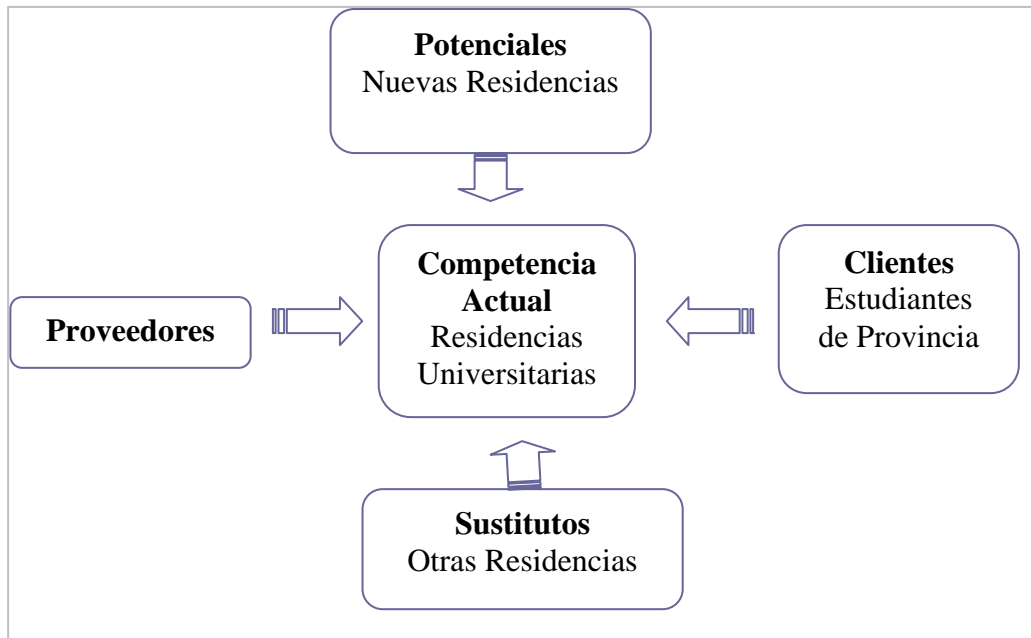 Potenciales
Nuevas Residencias
Competencia
Actual
Residencias
Universitarias
Clientes
Estudiantes
de Provincia
Proveedores
Sustitutos
Otras Residencias